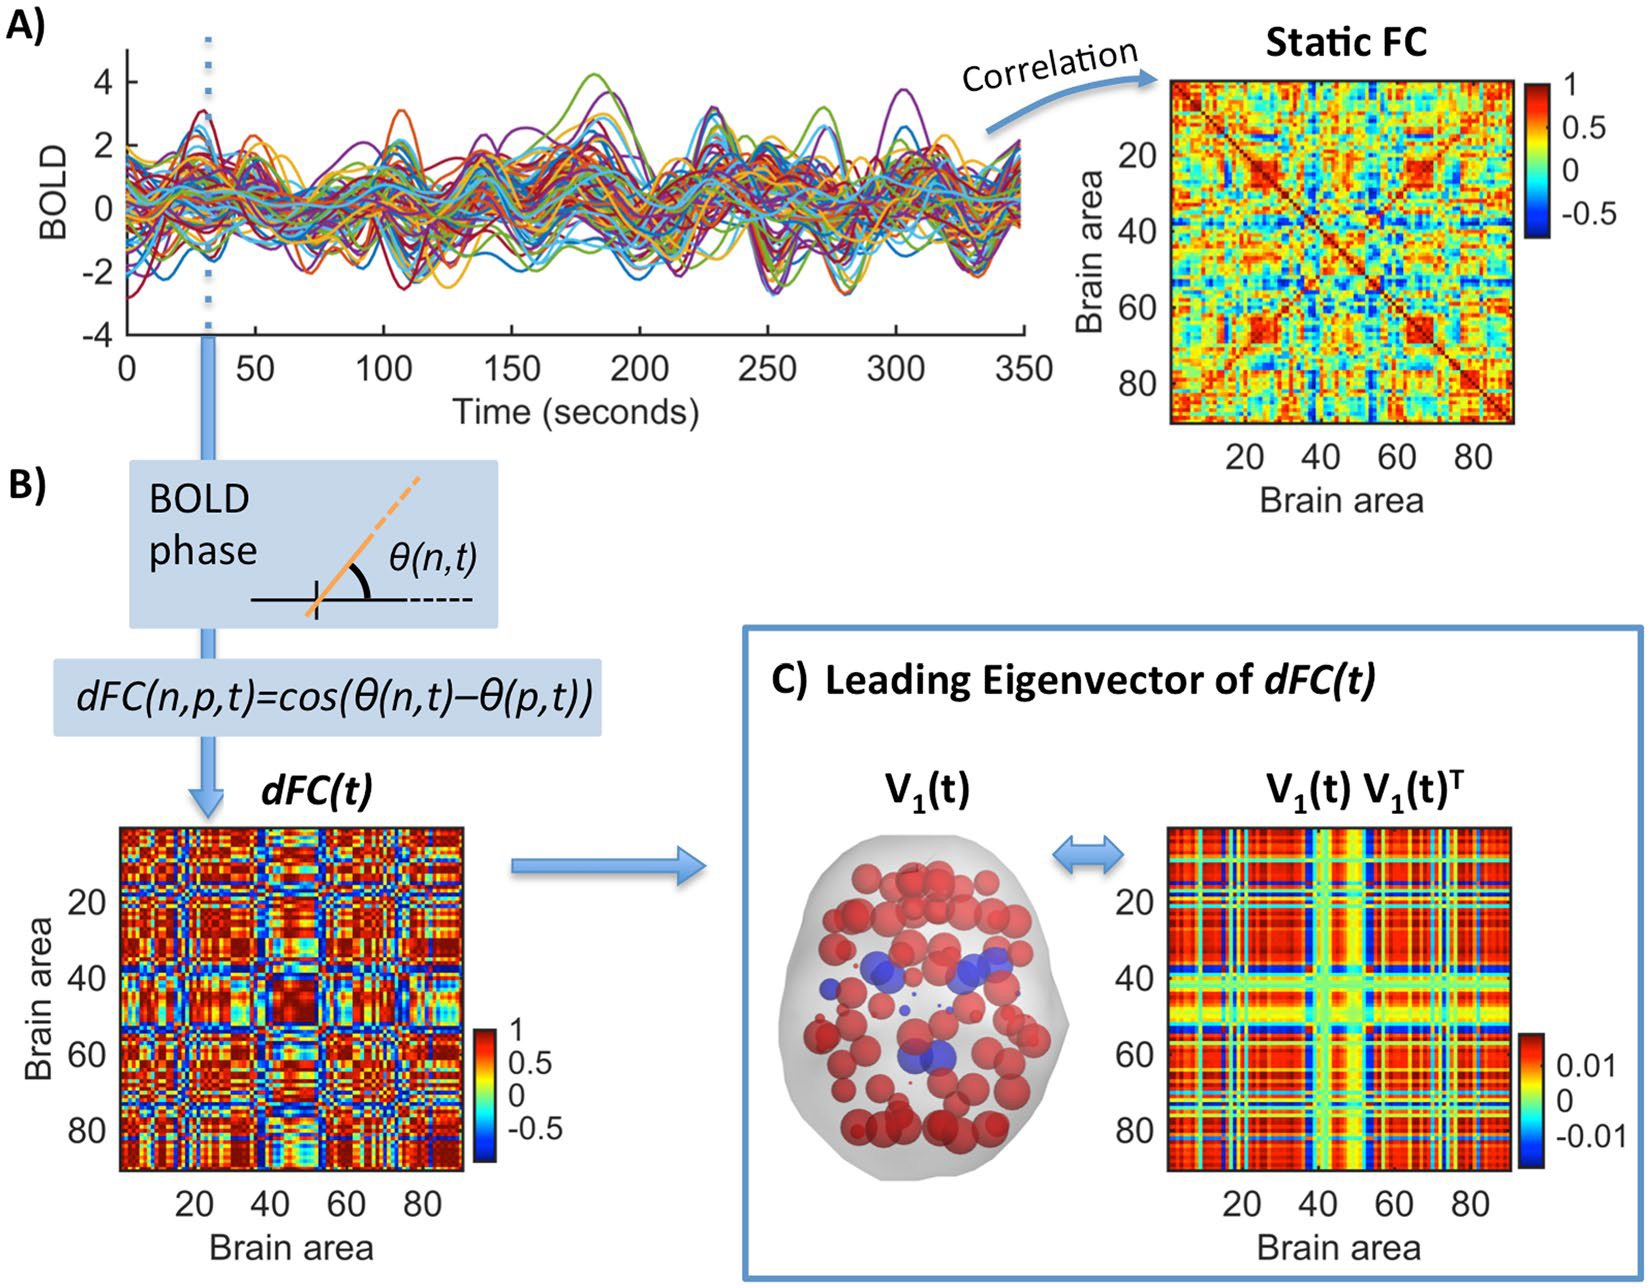 A)
BOLD
4
2
0
-2
-4
0 50 100 150 200 250 300 350
Time (seconds)
Correlation
Static FC
Brain area
20
40
60
80
20 40 60 80
Brain area
1
0.5
0
-0.5
B)
BOLD
phase
θ(n,t)
dFC(n,p,t)=cos(θ(n,t)–θ(p,t))
dFC(t)
Brain area
20
40
60
80
20 40 60 80
Brain area
1
0.5
0
-0.5
C) Leading Eigenvector of dFC(t)
V₁(t)
V₁(t) V₁(t)ᵀ
20
40
60
80
20 40 60 80
Brain area
0.01
0
-0.01